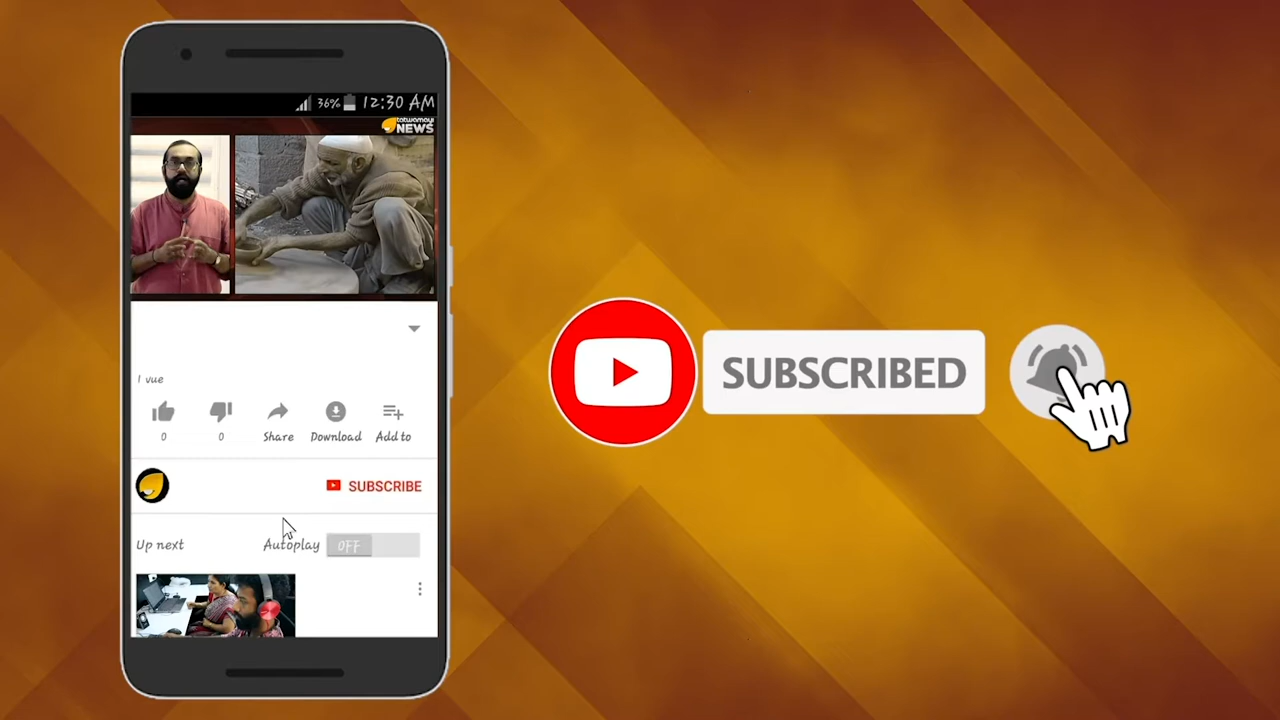 36% 12:30 AM
tatwamayi
NEWS
1 vue
0 0 Share Download Add to
SUBSCRIBE
Up next Autoplay OFF
SUBSCRIBED